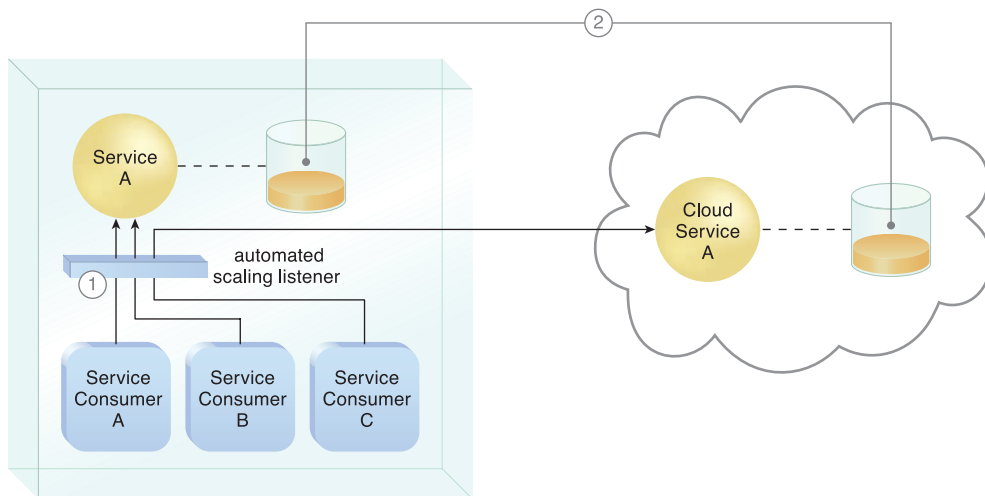 2
Service
A
Cloud
Service
A
automated
scaling listener
1
Service
Consumer
A
Service
Consumer
B
Service
Consumer
C